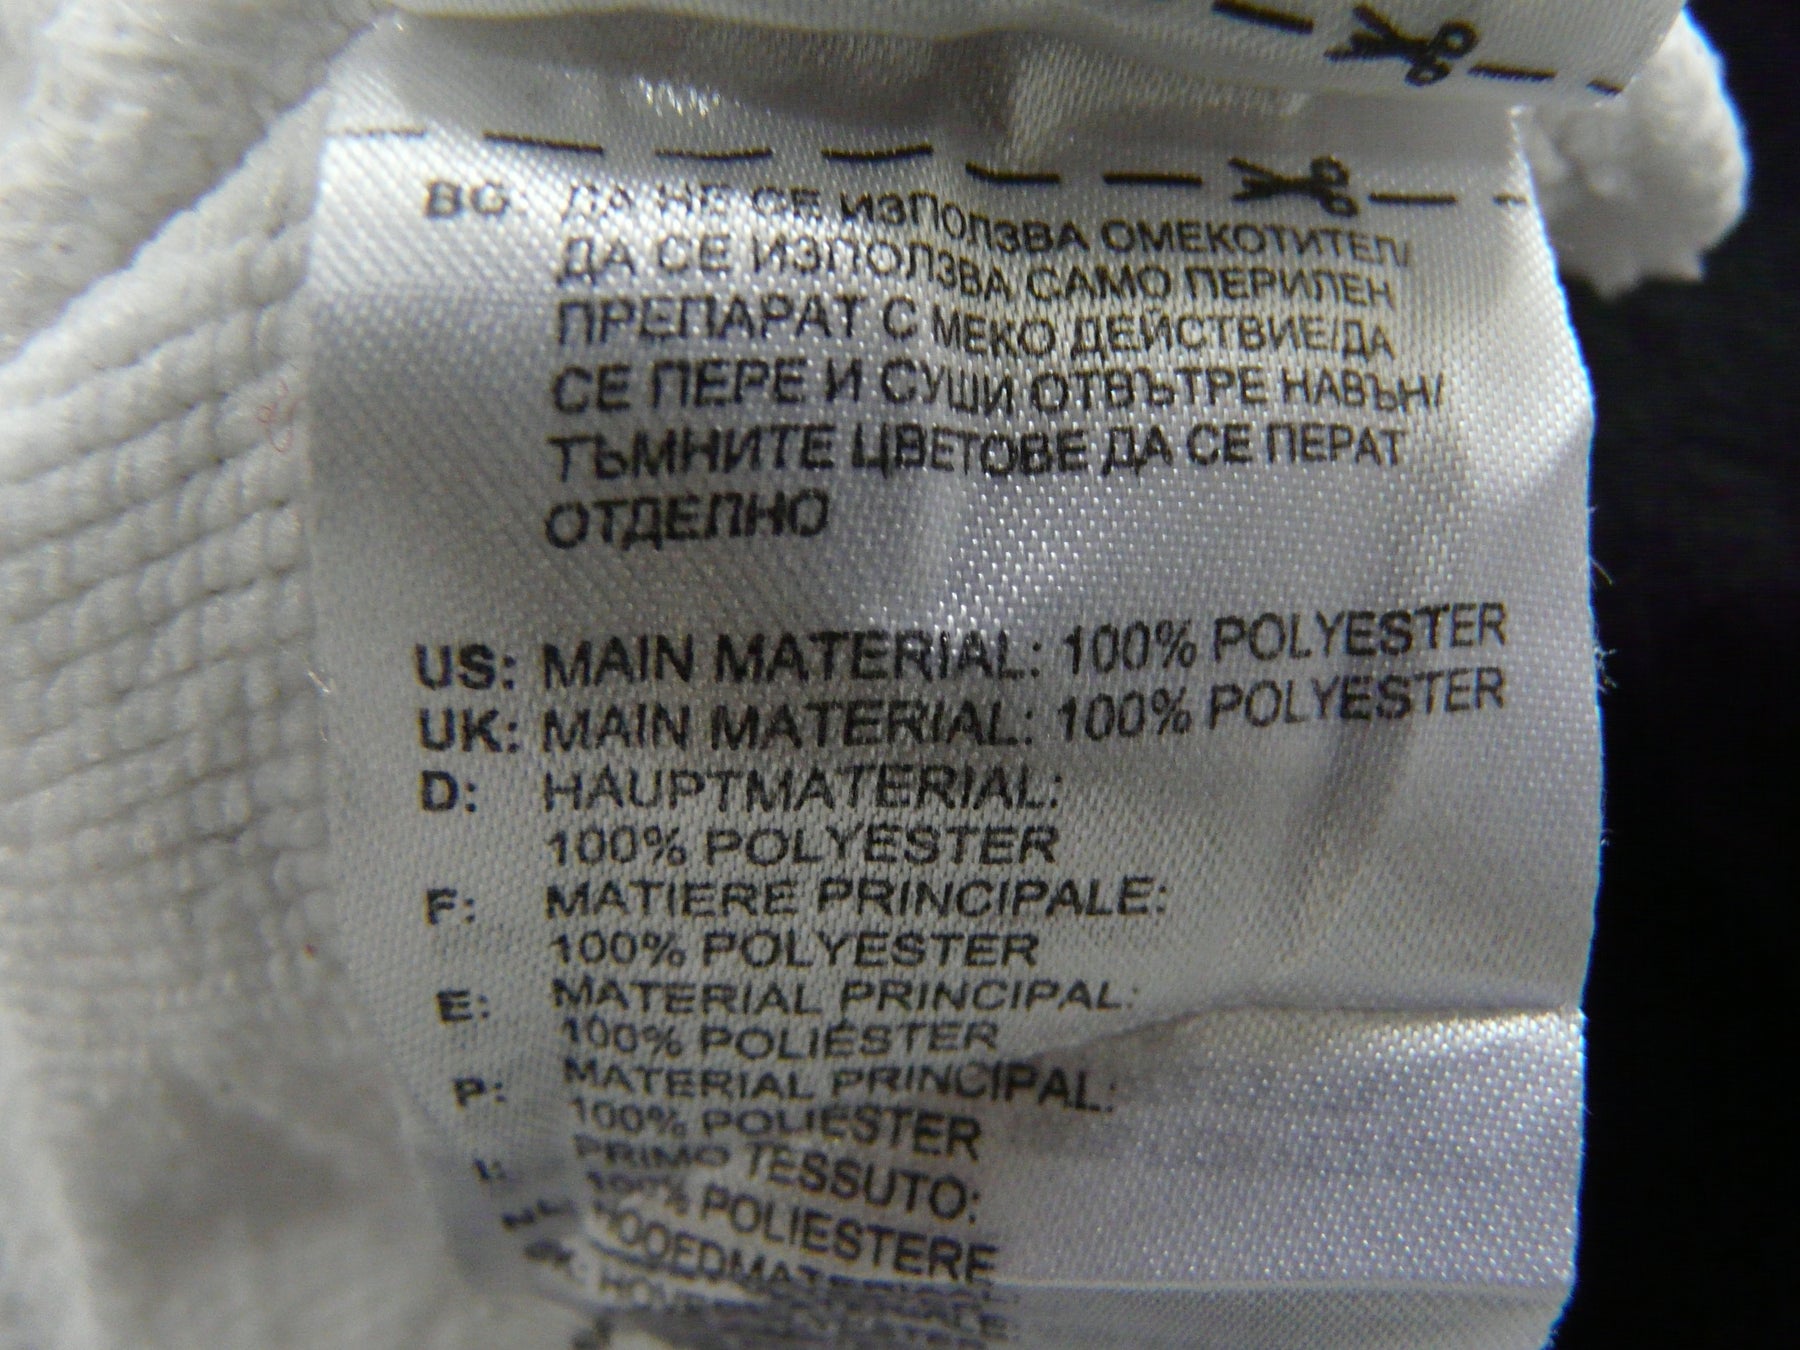 BG: ДА НЕ СЕ ИЗПОЛЗВА ОМЕКОТИТЕЛ/
ДА СЕ ИЗПОЛЗВА САМО ПЕРИЛЕН
ПРЕПАРАТ С МЕКО ДЕЙСТВИЕ/ДА
СЕ ПЕРЕ И СУШИ ОТВЪТРЕ НАВЪН/
ТЪМНИТЕ ЦВЕТОВЕ ДА СЕ ПЕРАТ
ОТДЕЛНО
US: MAIN MATERIAL: 100% POLYESTER
UK: MAIN MATERIAL: 100% POLYESTER
D: HAUPTMATERIAL:
100% POLYESTER
F: MATIERE PRINCIPALE:
100% POLYESTER
E: MATERIAL PRINCIPAL:
100% POLIÉSTER
P: MATERIAL PRINCIPAL:
100% POLIÉSTER
I: PRIMO TESSUTO:
100% POLIESTERE